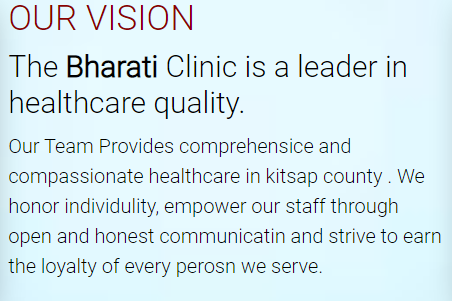 OUR VISION
The Bharati Clinic is a leader in
healthcare quality.
Our Team Provides comprehensice and
compassionate healthcare in kitsap county . We
honor individulity, empower our staff through
open and honest communicatin and strive to earn
the loyalty of every perosn we serve.